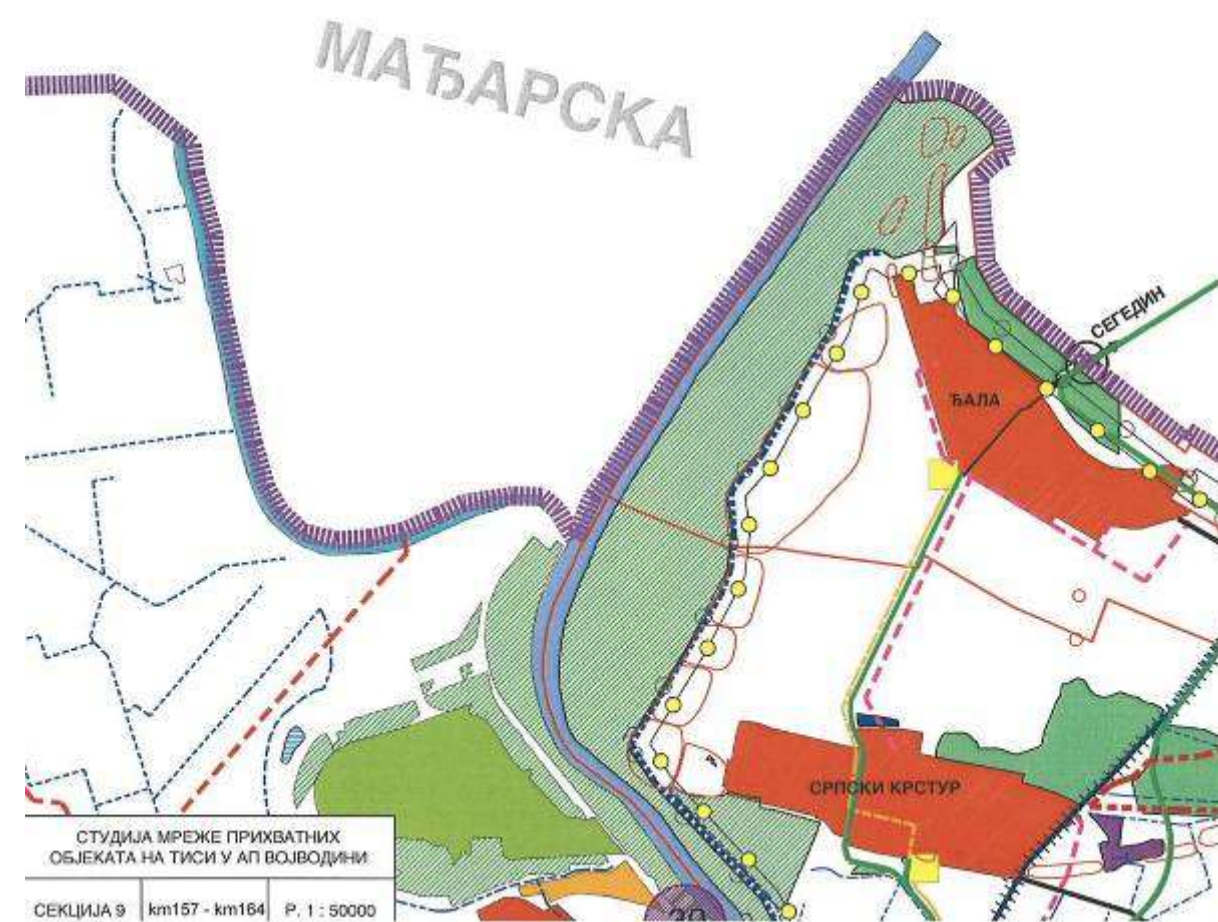 МАЂАРСКА
СЕГЕДИН
ЂАЛА
СРПСКИ КРСТУР
СТУДИЈА МРЕЖЕ ПРИХВАТНИХ
ОБЈЕКАТА НА ТИСИ У АП ВОЈВОДИНИ
СЕКЦИЈА 9 km157 - km164 Р. 1 : 50000